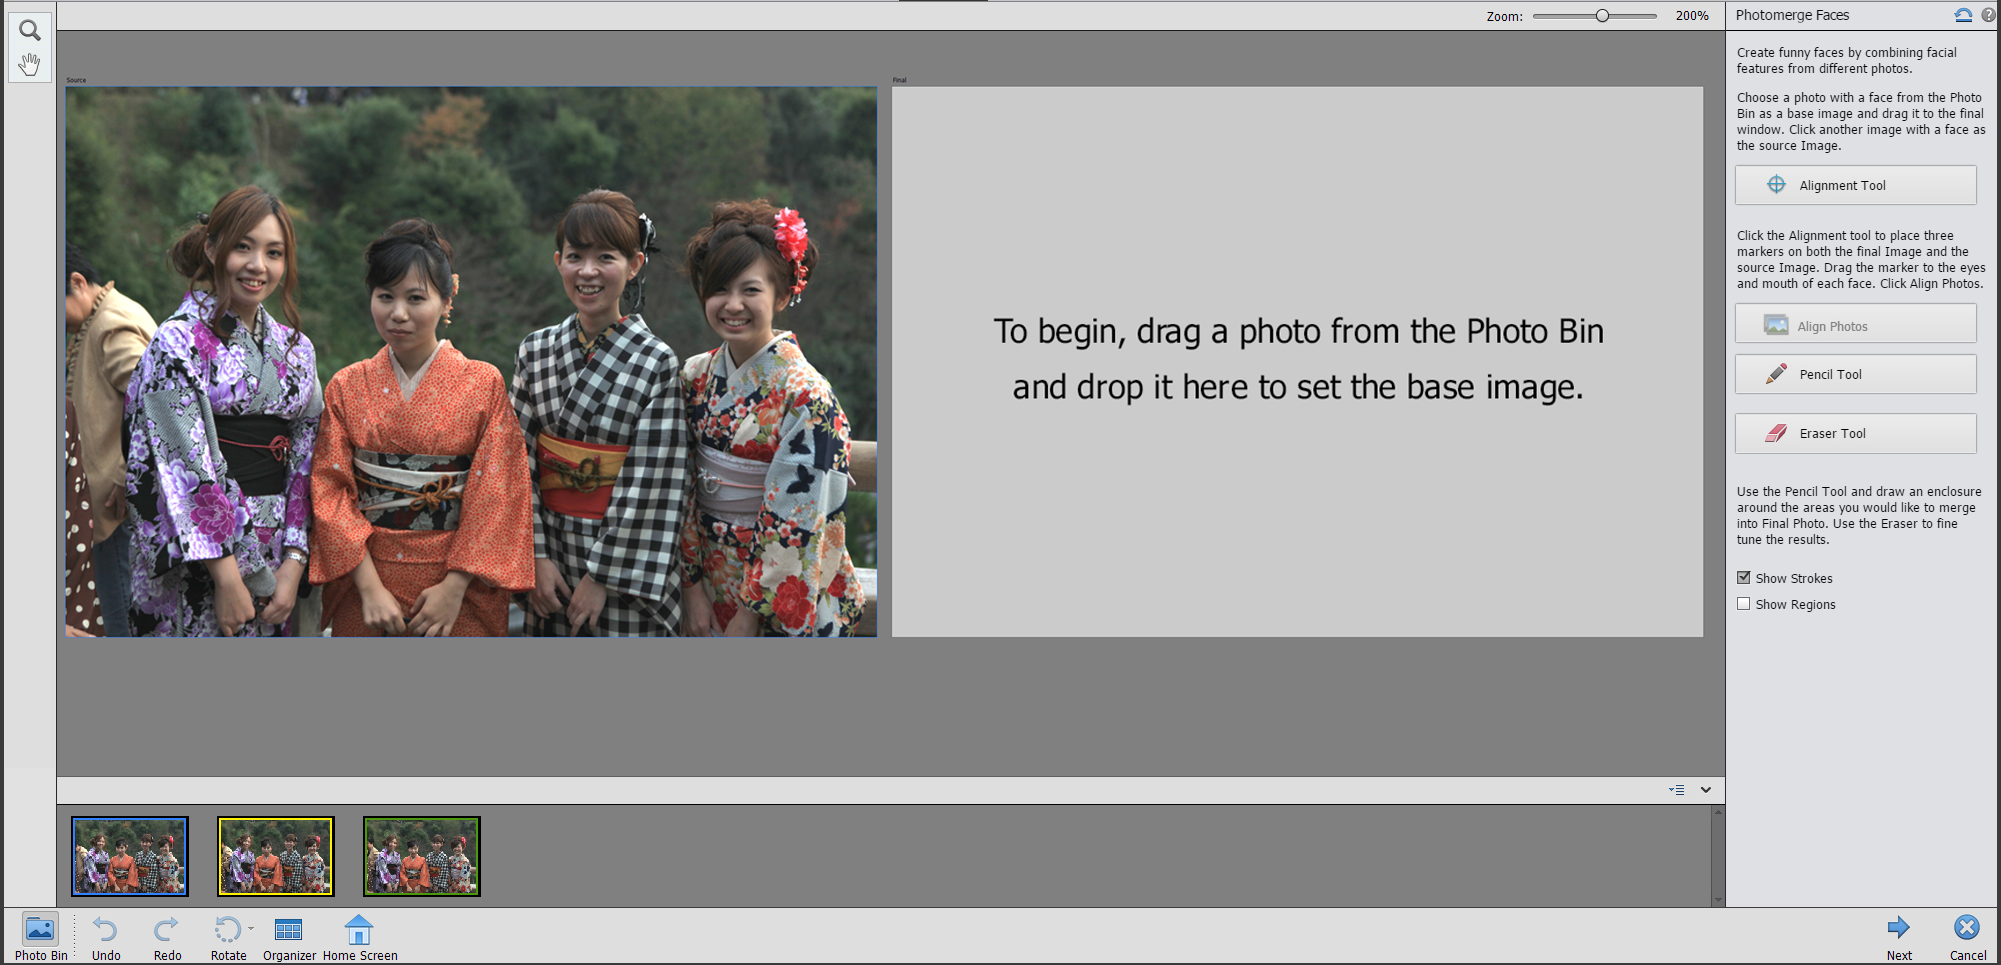 Zoom: 200%
Photomerge Faces
Source
Final
To begin, drag a photo from the Photo Bin
and drop it here to set the base image.
Create funny faces by combining facial
features from different photos.
Choose a photo with a face from the Photo
Bin as a base image and drag it to the final
window. Click another image with a face as
the source Image.
Alignment Tool
Click the Alignment tool to place three
markers on both the final Image and the
source Image. Drag the marker to the eyes
and mouth of each face. Click Align Photos.
Align Photos
Pencil Tool
Eraser Tool
Use the Pencil Tool and draw an enclosure
around the areas you would like to merge
into Final Photo. Use the Eraser to fine
tune the results.
Show Strokes
Show Regions
Photo Bin
Undo
Redo
Rotate
Organizer
Home Screen
Next
Cancel